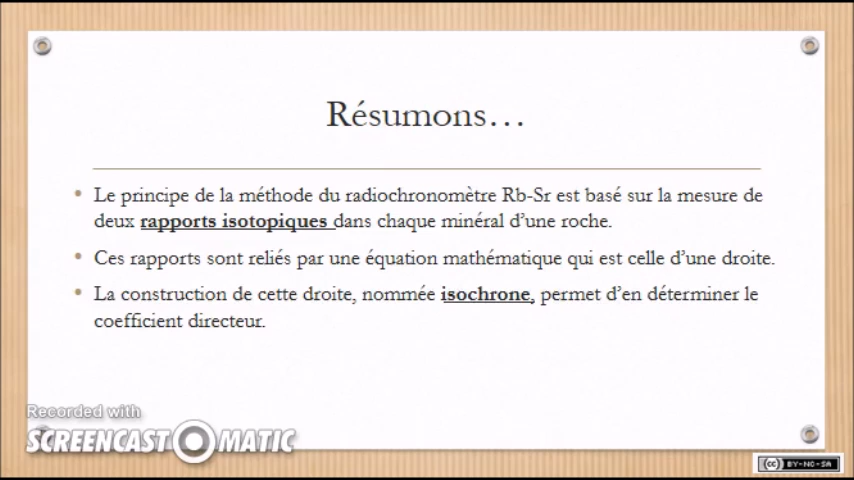 Résumons…
• Le principe de la méthode du radiochronomètre Rb-Sr est basé sur la mesure de
deux rapports isotopiques dans chaque minéral d'une roche.
• Ces rapports sont reliés par une équation mathématique qui est celle d'une droite.
• La construction de cette droite, nommée isochrone, permet d'en déterminer le
coefficient directeur.
Recorded with
SCREENCAST O MATIC
cc BY-NC-SA